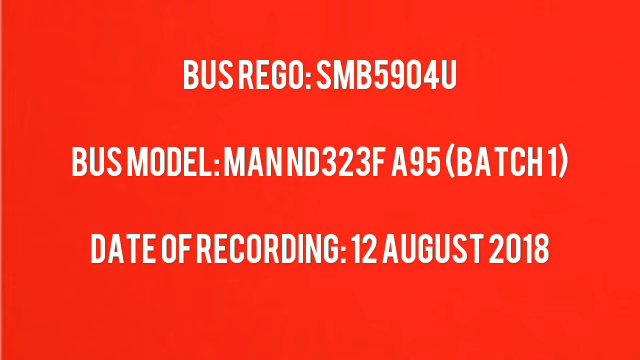 BUS REGO: SMB5904U
BUS MODEL: MAN ND323F A95 (BATCH 1)
DATE OF RECORDING: 12 AUGUST 2018